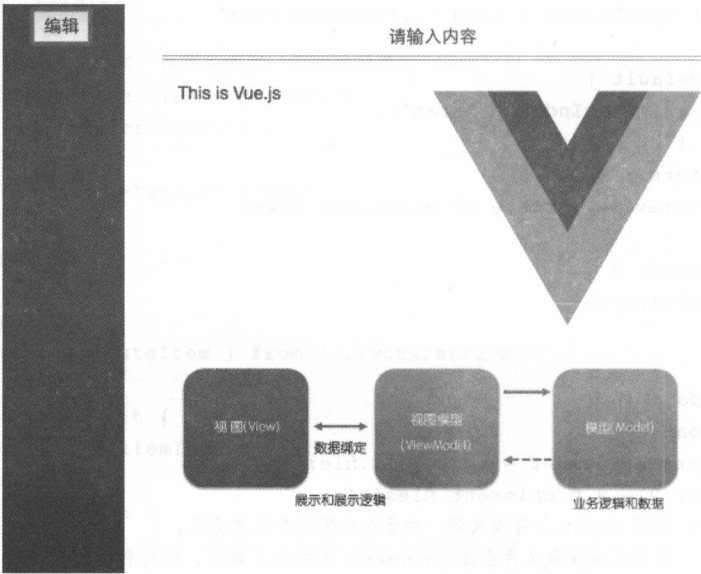 编辑
请输入内容
This is Vue.js
视图(View)
数据绑定
视图模型
(ViewModel)
模型(Model)
展示和展示逻辑
业务逻辑和数据